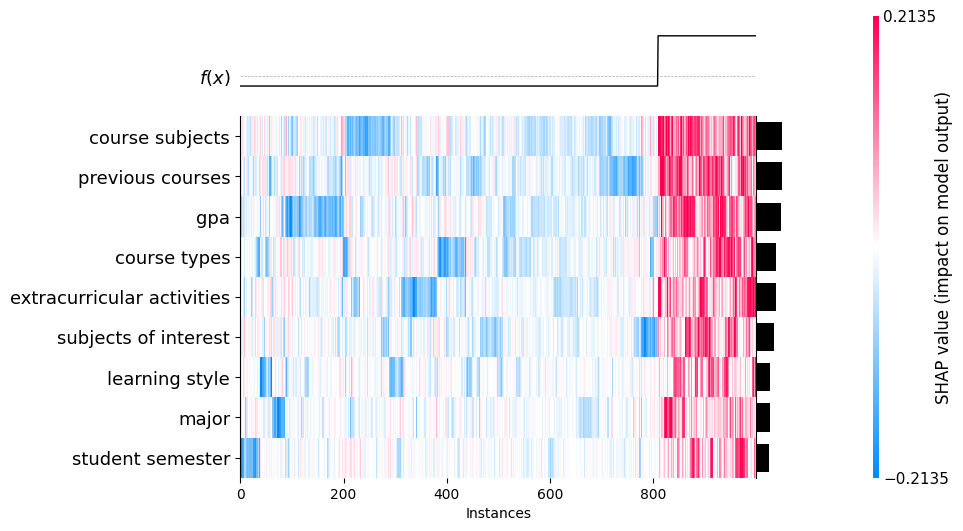 0.2135
f(x)
course subjects
previous courses
gpa
course types
extracurricular activities
subjects of interest
learning style
major
student semester
0 200 400 600 800
Instances
SHAP value (impact on model output)
−0.2135